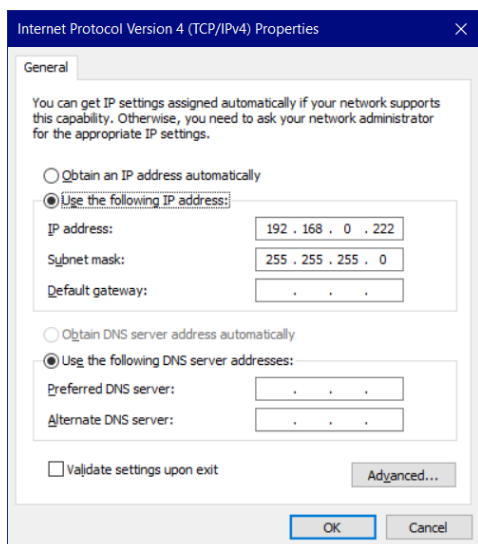 Internet Protocol Version 4 (TCP/IPv4) Properties
General
You can get IP settings assigned automatically if your network supports
this capability. Otherwise, you need to ask your network administrator
for the appropriate IP settings.
Obtain an IP address automatically
Use the following IP address:
IP address: 192 . 168 . 0 . 222
Subnet mask: 255 . 255 . 255 . 0
Default gateway: . . .
Obtain DNS server address automatically
Use the following DNS server addresses:
Preferred DNS server: . . .
Alternate DNS server: . . .
Validate settings upon exit
Advanced...
OK Cancel